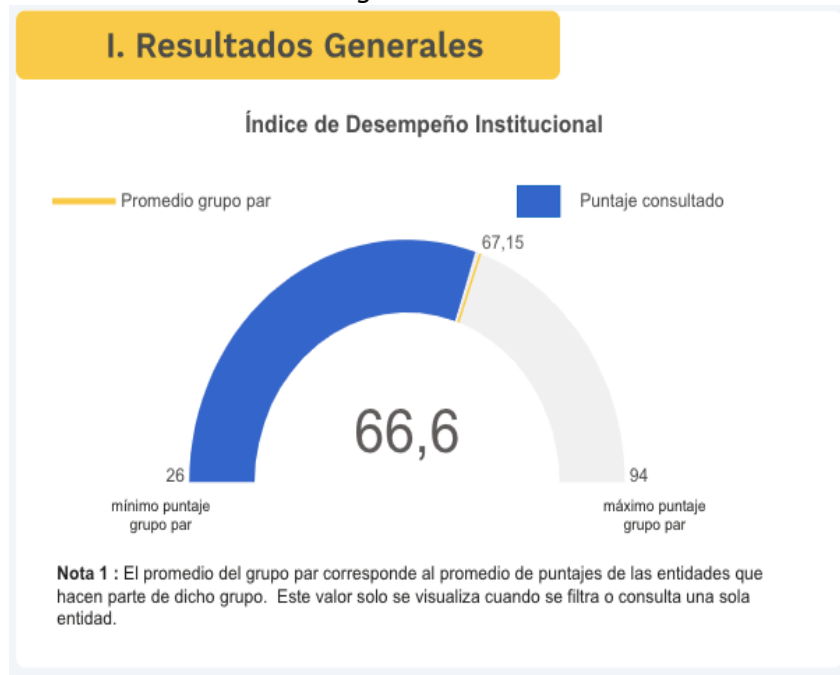 I. Resultados Generales
Índice de Desempeño Institucional
Promedio grupo par
Puntaje consultado
67,15
66,6
26
94
mínimo puntaje
grupo par
máximo puntaje
grupo par
Nota 1 : El promedio del grupo par corresponde al promedio de puntajes de las entidades que
hacen parte de dicho grupo. Este valor solo se visualiza cuando se filtra o consulta una sola
entidad.